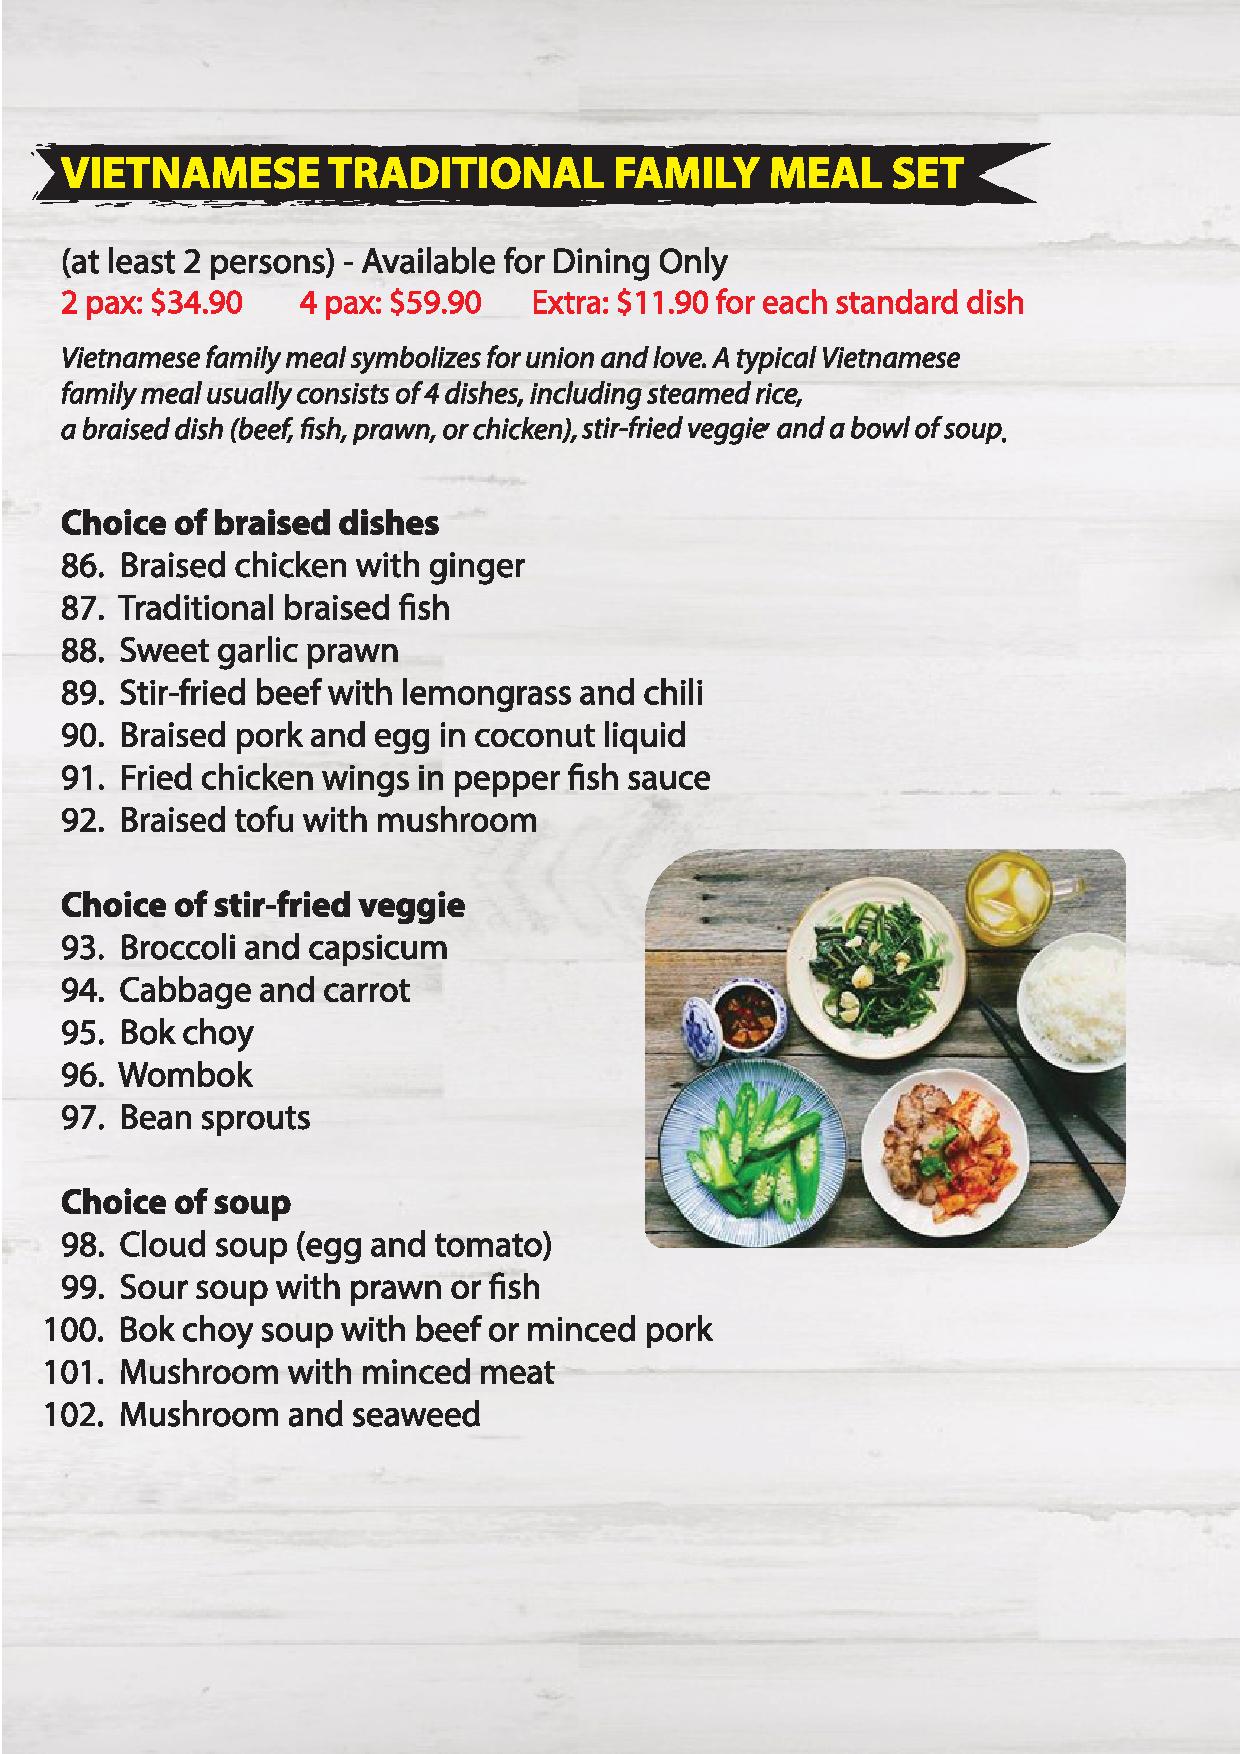 VIETNAMESE TRADITIONAL FAMILY MEAL SET
(at least 2 persons) - Available for Dining Only
2 pax: $34.90 4 pax: $59.90 Extra: $11.90 for each standard dish
Vietnamese family meal symbolizes for union and love. A typical Vietnamese
family meal usually consists of 4 dishes, including steamed rice,
a braised dish (beef, fish, prawn, or chicken), stir-fried veggie, and a bowl of soup.
Choice of braised dishes
86. Braised chicken with ginger
87. Traditional braised fish
88. Sweet garlic prawn
89. Stir-fried beef with lemongrass and chili
90. Braised pork and egg in coconut liquid
91. Fried chicken wings in pepper fish sauce
92. Braised tofu with mushroom
Choice of stir-fried veggie
93. Broccoli and capsicum
94. Cabbage and carrot
95. Bok choy
96. Wombok
97. Bean sprouts
Choice of soup
98. Cloud soup (egg and tomato)
99. Sour soup with prawn or fish
100. Bok choy soup with beef or minced pork
101. Mushroom with minced meat
102. Mushroom and seaweed